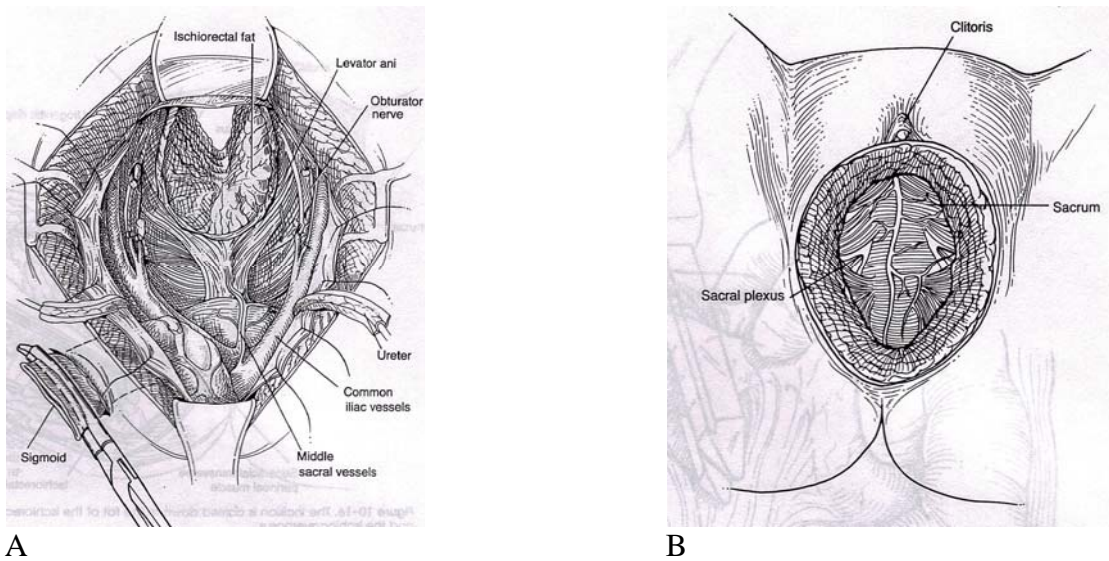 Ischiorectal fat
Levator ani
Obturator
nerve
Ureter
Common
iliac vessels
Middle
sacral vessels
Sigmoid
A
Clitoris
Sacrum
Sacral plexus
B